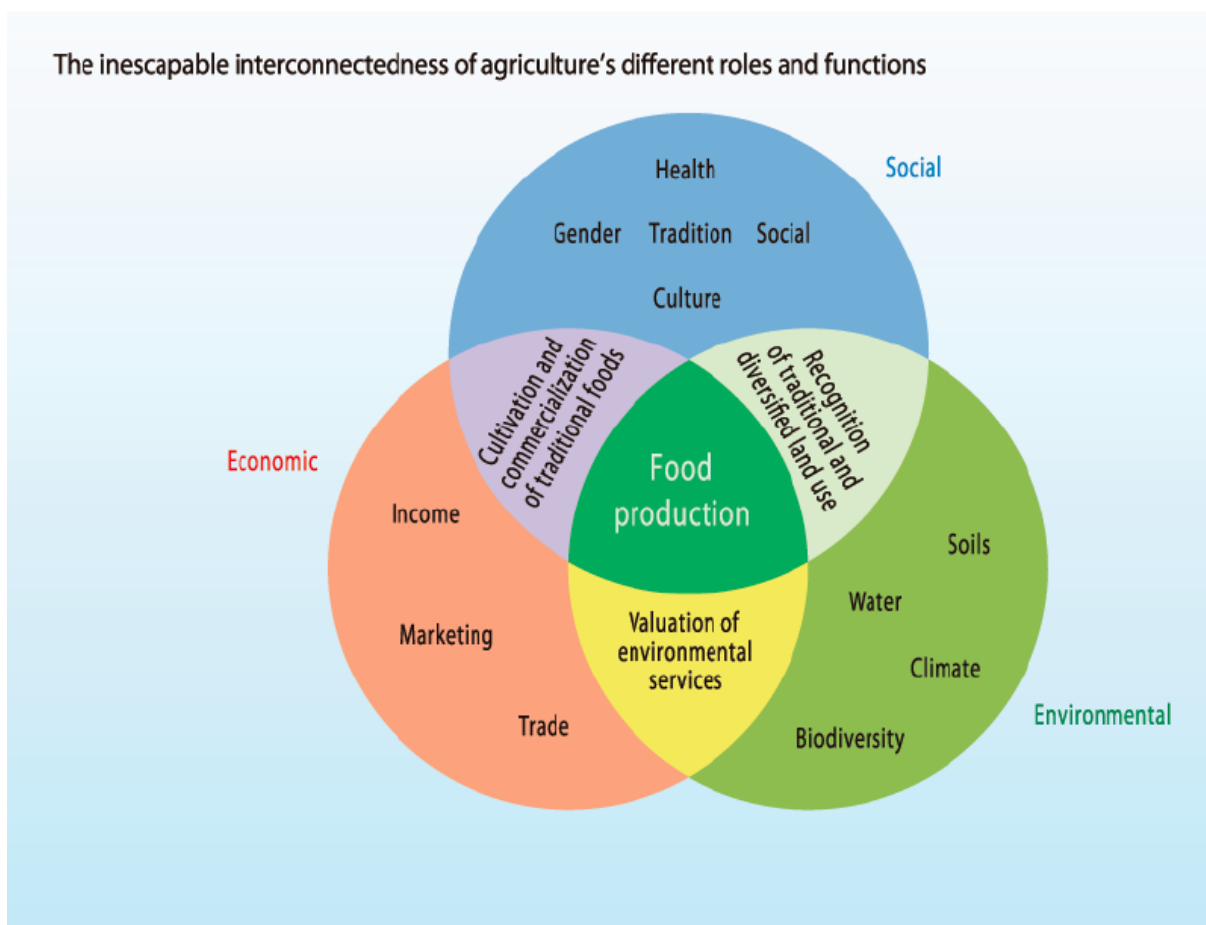 The inescapable interconnectedness of agriculture's different roles and functions
Social
Health
Gender Tradition Social
Culture
Cultivation and
commercialization
of traditional foods
Recognition
of traditional and
diversified land use
Economic
Food
production
Income
Marketing
Trade
Valuation of
environmental
services
Soils
Water
Climate
Biodiversity
Environmental